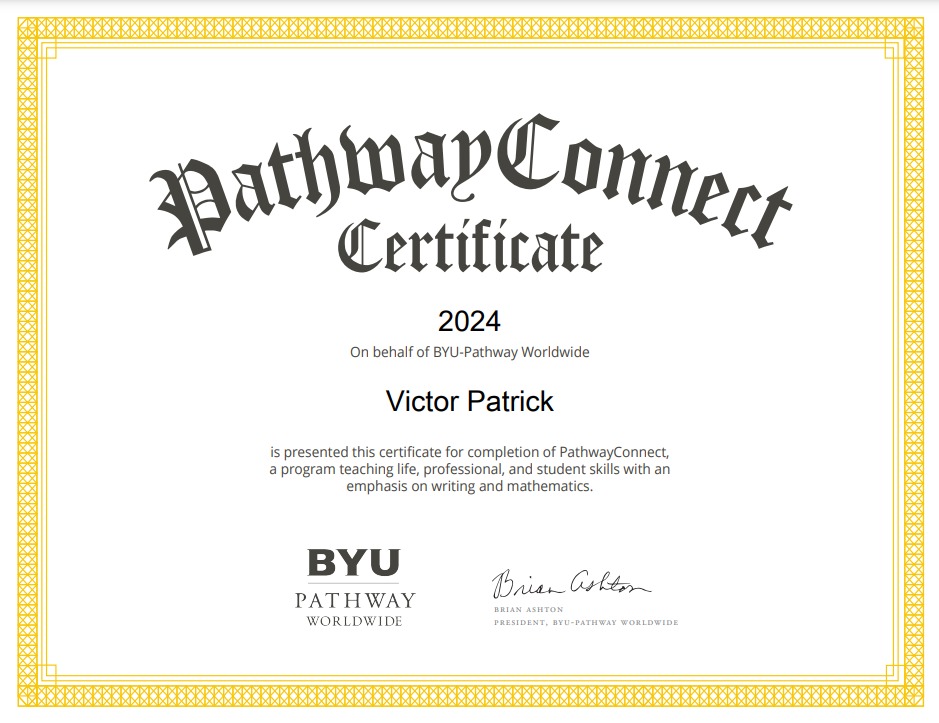 PathwayConnect
Certificate
2024
On behalf of BYU-Pathway Worldwide
Victor Patrick
is presented this certificate for completion of PathwayConnect,
a program teaching life, professional, and student skills with an
emphasis on writing and mathematics.
BYU
PATHWAY
WORLDWIDE
Brian Ashton
BRIAN ASHTON
PRESIDENT, BYU-PATHWAY WORLDWIDE